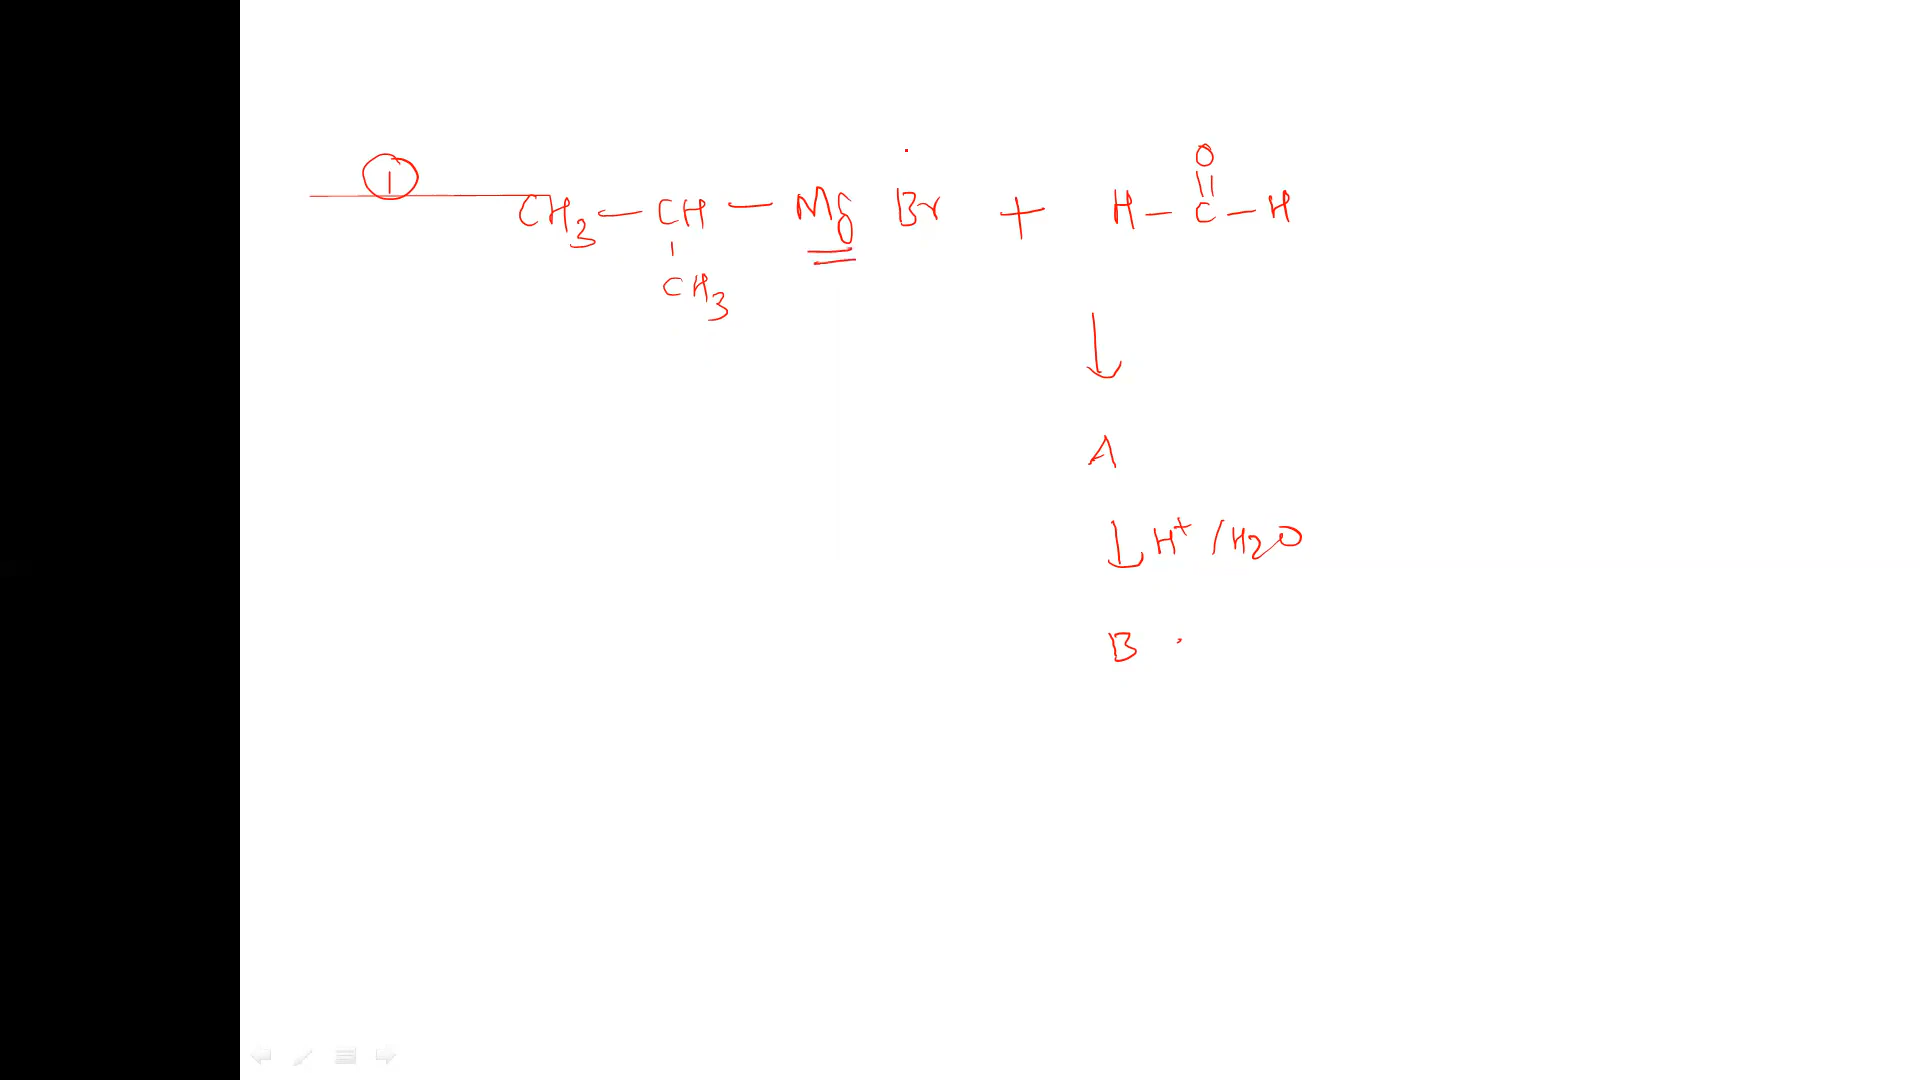 1
O
||
CH3 — CH — Mg Br + H — C — H
|
CH3
↓
A
↓ H+ / H2O
B